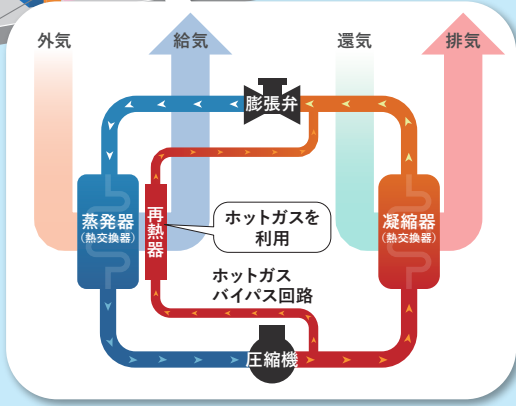 外気
給気
還気
排気
膨張弁
蒸発器
(熱交換器)
再熱器
ホットガスを
利用
凝縮器
(熱交換器)
ホットガス
バイパス回路
圧縮機